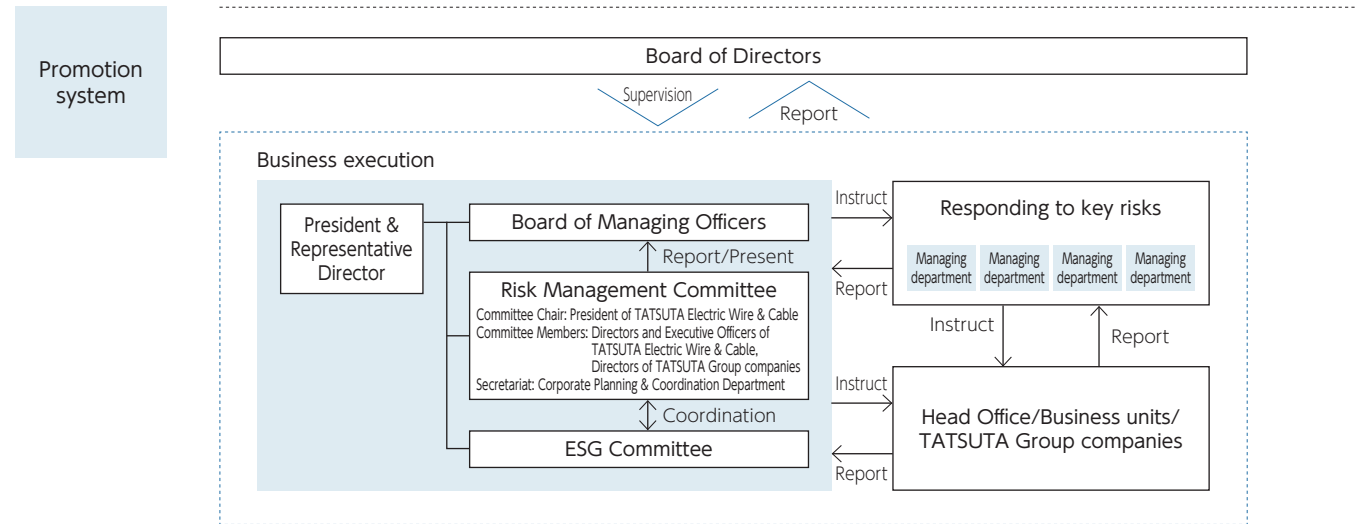 Promotion
system
Board of Directors
Supervision
Report
Business execution
President &
Representative
Director
Board of Managing Officers
Report/Present
Risk Management Committee
Committee Chair: President of TATSUTA Electric Wire & Cable
Committee Members: Directors and Executive Officers of
TATSUTA Electric Wire & Cable,
Directors of TATSUTA Group companies
Secretariat: Corporate Planning & Coordination Department
Coordination
ESG Committee
Instruct
Report
Responding to key risks
Managing
department
Managing
department
Managing
department
Managing
department
Instruct
Report
Instruct
Report
Head Office/Business units/
TATSUTA Group companies